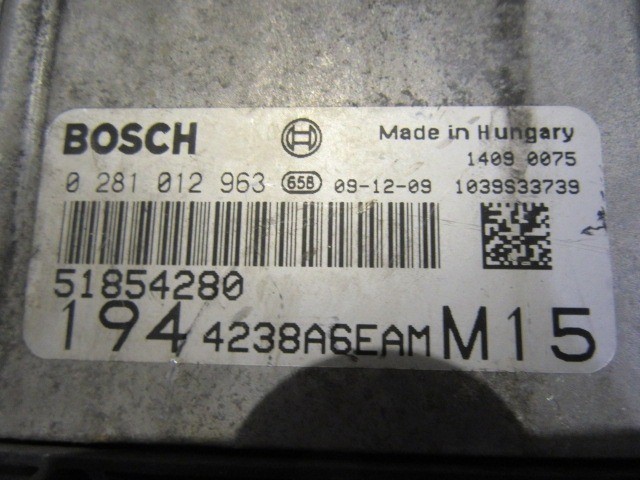 BOSCH Made in Hungary
1409 0075
0 281 012 963 658 09-12-09 1039S33739
51854280
194 4238A6EAM M15